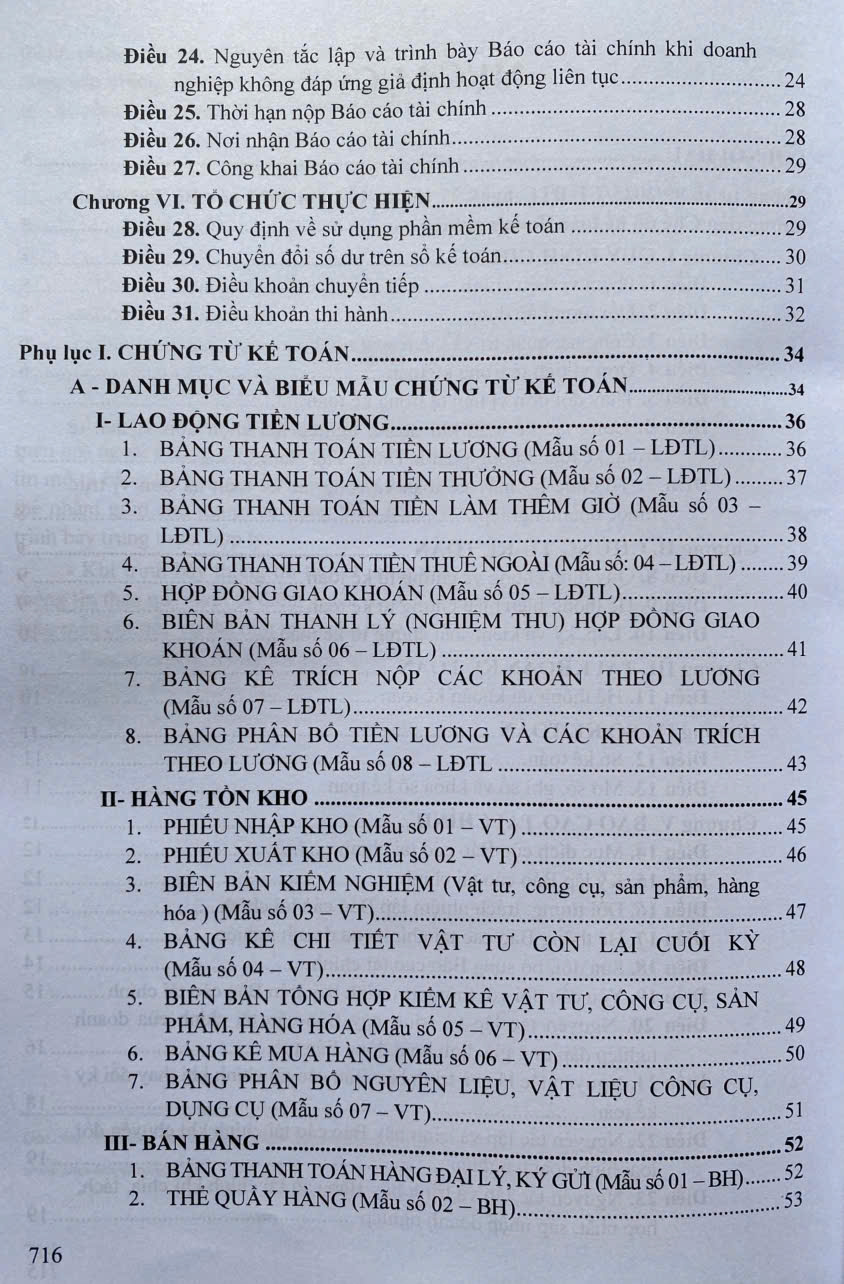 Điều 24. Nguyên tắc lập và trình bày Báo cáo tài chính khi doanh
nghiệp không đáp ứng giả định hoạt động liên tục........................24
Điều 25. Thời hạn nộp Báo cáo tài chính ........................28
Điều 26. Nơi nhận Báo cáo tài chính........................28
Điều 27. Công khai Báo cáo tài chính ........................29
Chương VI. TỔ CHỨC THỰC HIỆN........................29
Điều 28. Quy định về sử dụng phần mềm kế toán ........................29
Điều 29. Chuyển đổi số dư trên sổ kế toán........................30
Điều 30. Điều khoản chuyển tiếp ........................31
Điều 31. Điều khoản thi hành........................32
Phụ lục I. CHỨNG TỪ KẾ TOÁN........................34
A - DANH MỤC VÀ BIỂU MẪU CHỨNG TỪ KẾ TOÁN........................34
I- LAO ĐỘNG TIỀN LƯƠNG........................36
1. BẢNG THANH TOÁN TIỀN LƯƠNG (Mẫu số 01 – LĐTL)............36
2. BẢNG THANH TOÁN TIỀN THƯỞNG (Mẫu số 02 – LĐTL).........37
3. BẢNG THANH TOÁN TIỀN LÀM THÊM GIỜ (Mẫu số 03 –
LĐTL) ........................38
4. BẢNG THANH TOÁN TIỀN THUÊ NGOÀI (Mẫu số: 04 – LĐTL) ........39
5. HỢP ĐỒNG GIAO KHOÁN (Mẫu số 05 – LĐTL)........................40
6. BIÊN BẢN THANH LÝ (NGHIỆM THU) HỢP ĐỒNG GIAO
KHOÁN (Mẫu số 06 – LĐTL) ........................41
7. BẢNG KÊ TRÍCH NỘP CÁC KHOẢN THEO LƯƠNG
(Mẫu số 07 – LĐTL)........................42
8. BẢNG PHÂN BỔ TIỀN LƯƠNG VÀ CÁC KHOẢN TRÍCH
THEO LƯƠNG (Mẫu số 08 – LĐTL ........................43
II- HÀNG TỒN KHO ........................45
1. PHIẾU NHẬP KHO (Mẫu số 01 – VT) ........................45
2. PHIẾU XUẤT KHO (Mẫu số 02 – VT) ........................46
3. BIÊN BẢN KIỂM NGHIỆM (Vật tư, công cụ, sản phẩm, hàng
hóa ) (Mẫu số 03 – VT)........................47
4. BẢNG KÊ CHI TIẾT VẬT TƯ CÒN LẠI CUỐI KỲ
(Mẫu số 04 – VT)........................48
5. BIÊN BẢN TỔNG HỢP KIỂM KÊ VẬT TƯ, CÔNG CỤ, SẢN
PHẨM, HÀNG HÓA (Mẫu số 05 – VT)........................49
6. BẢNG KÊ MUA HÀNG (Mẫu số 06 – VT) ........................50
7. BẢNG PHÂN BỔ NGUYÊN LIỆU, VẬT LIỆU CÔNG CỤ,
DỤNG CỤ (Mẫu số 07 – VT)........................51
III- BÁN HÀNG ........................52
1. BẢNG THANH TOÁN HÀNG ĐẠI LÝ, KÝ GỬI (Mẫu số 01 – BH)......52
2. THẺ QUẦY HÀNG (Mẫu số 02 – BH)........................53
716